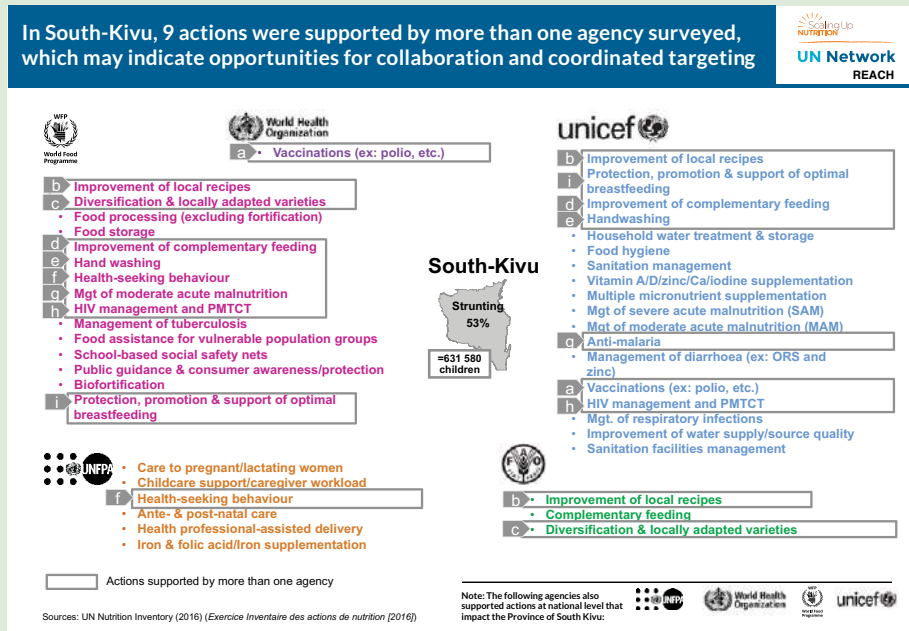 In South-Kivu, 9 actions were supported by more than one agency surveyed,
which may indicate opportunities for collaboration and coordinated targeting
Scaling Up
NUTRITION
UN Network
REACH
WFP
World Food
Programme
World Health
Organization
a • Vaccinations (ex: polio, etc.)
b Improvement of local recipes
c Diversification & locally adapted varieties
• Food processing (excluding fortification)
• Food storage
d Improvement of complementary feeding
e Hand washing
f Health-seeking behaviour
g Mgt of moderate acute malnutrition
h HIV management and PMTCT
• Management of tuberculosis
• Food assistance for vulnerable population groups
• School-based social safety nets
• Public guidance & consumer awareness/protection
• Biofortification
i Protection, promotion & support of optimal
breastfeeding
South-Kivu
Strunting
53%
=631 580
children
unicef
b Improvement of local recipes
i Protection, promotion & support of optimal
breastfeeding
d Improvement of complementary feeding
e Handwashing
• Household water treatment & storage
• Food hygiene
• Sanitation management
• Vitamin A/D/zinc/Ca/iodine supplementation
• Multiple micronutrient supplementation
• Mgt of severe acute malnutrition (SAM)
• Mgt of moderate acute malnutrition (MAM)
g Anti-malaria
• Management of diarrhoea (ex: ORS and
zinc)
a Vaccinations (ex: polio, etc.)
h HIV management and PMTCT
• Mgt. of respiratory infections
• Improvement of water supply/source quality
• Sanitation facilities management
UNFPA
• Care to pregnant/lactating women
• Childcare support/caregiver workload
f Health-seeking behaviour
• Ante- & post-natal care
• Health professional-assisted delivery
• Iron & folic acid/Iron supplementation
FAO
b • Improvement of local recipes
• Complementary feeding
c • Diversification & locally adapted varieties
Actions supported by more than one agency
Sources: UN Nutrition Inventory (2016) (Exercice Inventaire des actions de nutrition [2016])
Note: The following agencies also
supported actions at national level that
impact the Province of South Kivu:
UNFPA
World Health
Organization
WFP
World Food
Programme
unicef